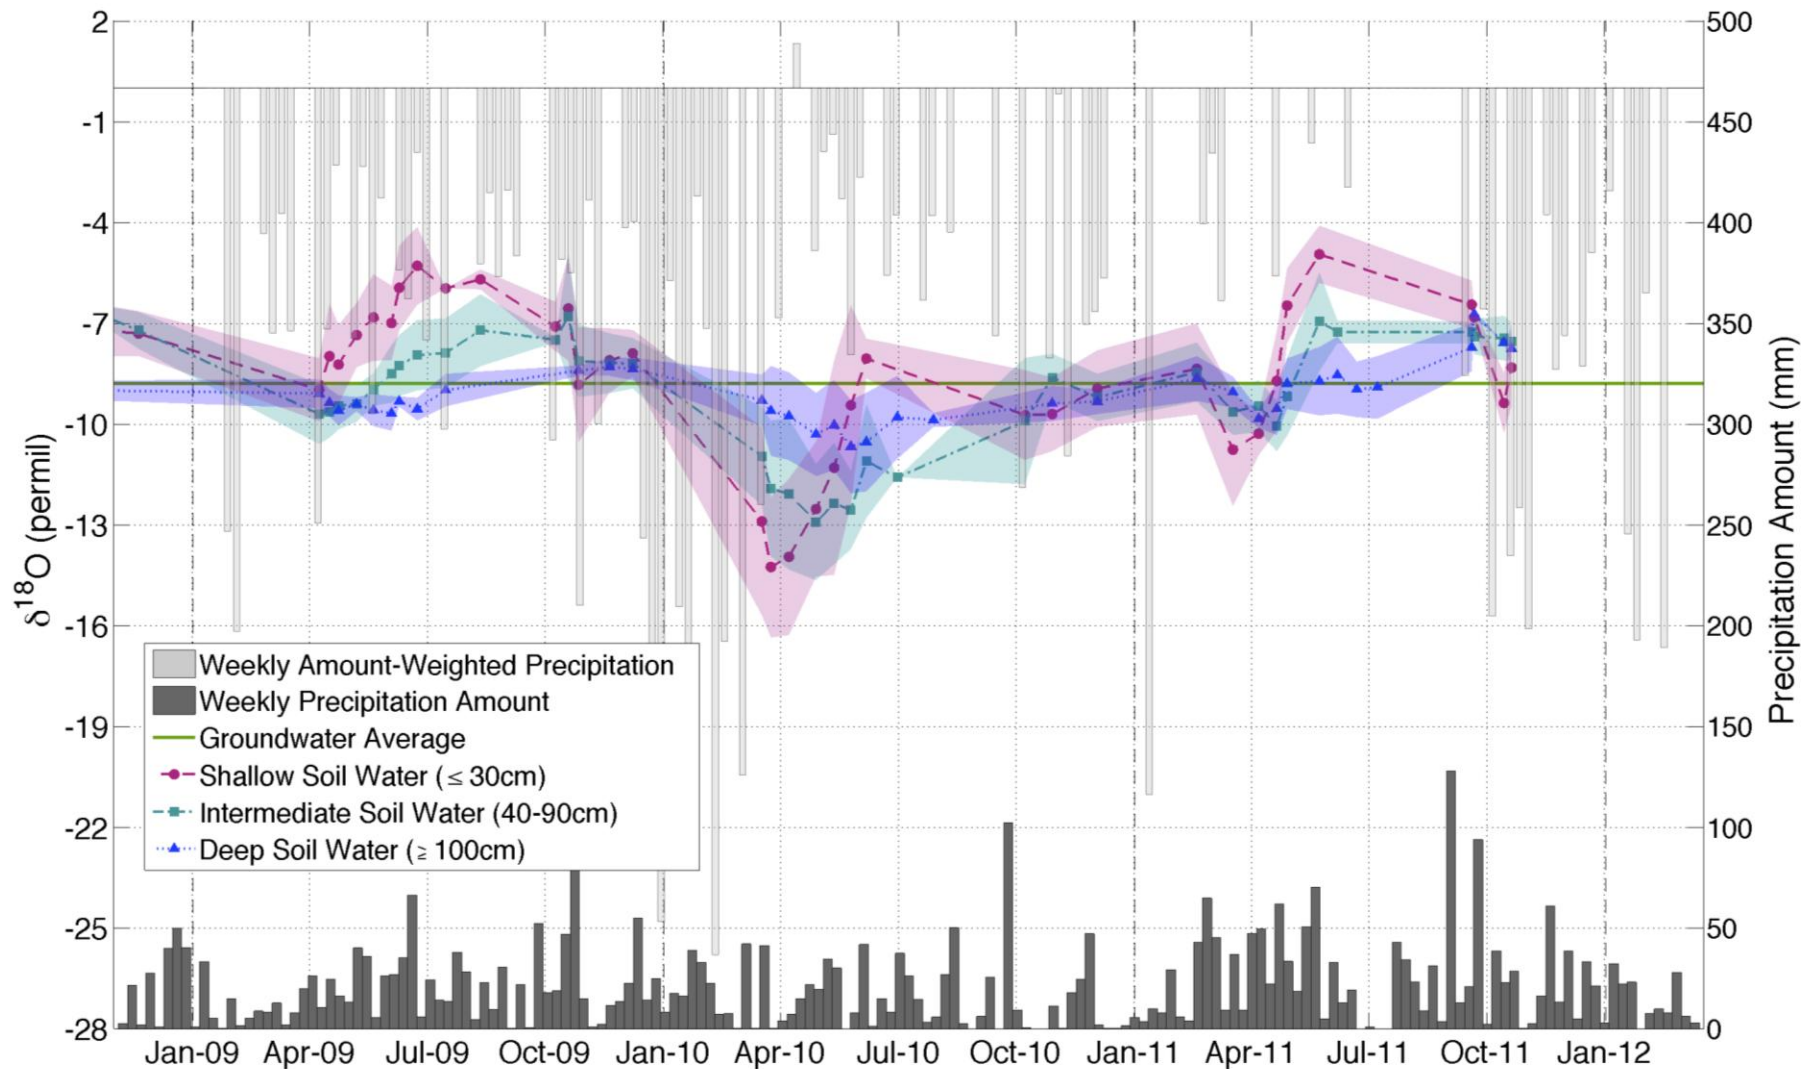 2
-1
-4
-7
-10
-13
-16
-19
-22
-25
-28
δ18O (permil)
500
450
400
350
300
250
200
150
100
50
0
Precipitation Amount (mm)
Weekly Amount-Weighted Precipitation
Weekly Precipitation Amount
Groundwater Average
Shallow Soil Water (≤ 30cm)
Intermediate Soil Water (40-90cm)
Deep Soil Water (≥ 100cm)
Jan-09 Apr-09 Jul-09 Oct-09 Jan-10 Apr-10 Jul-10 Oct-10 Jan-11 Apr-11 Jul-11 Oct-11 Jan-12